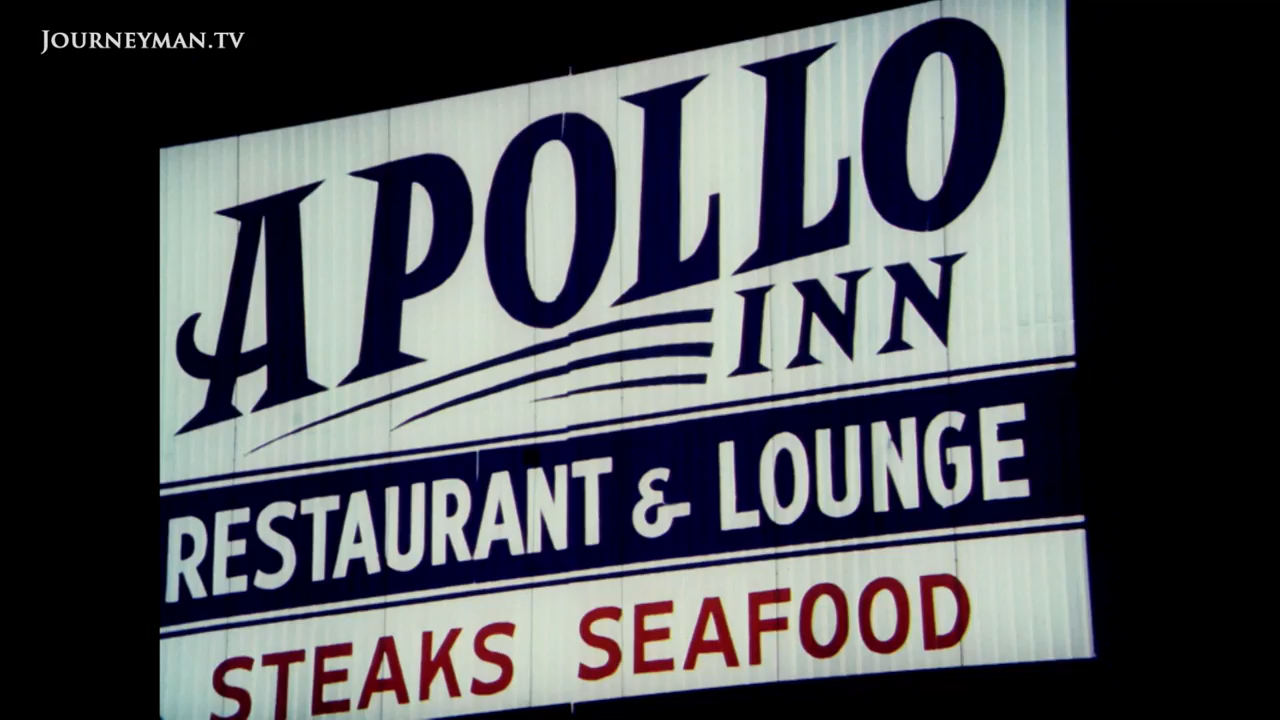 JOURNEYMAN.TV
APOLLO
INN
RESTAURANT & LOUNGE
STEAKS SEAFOOD